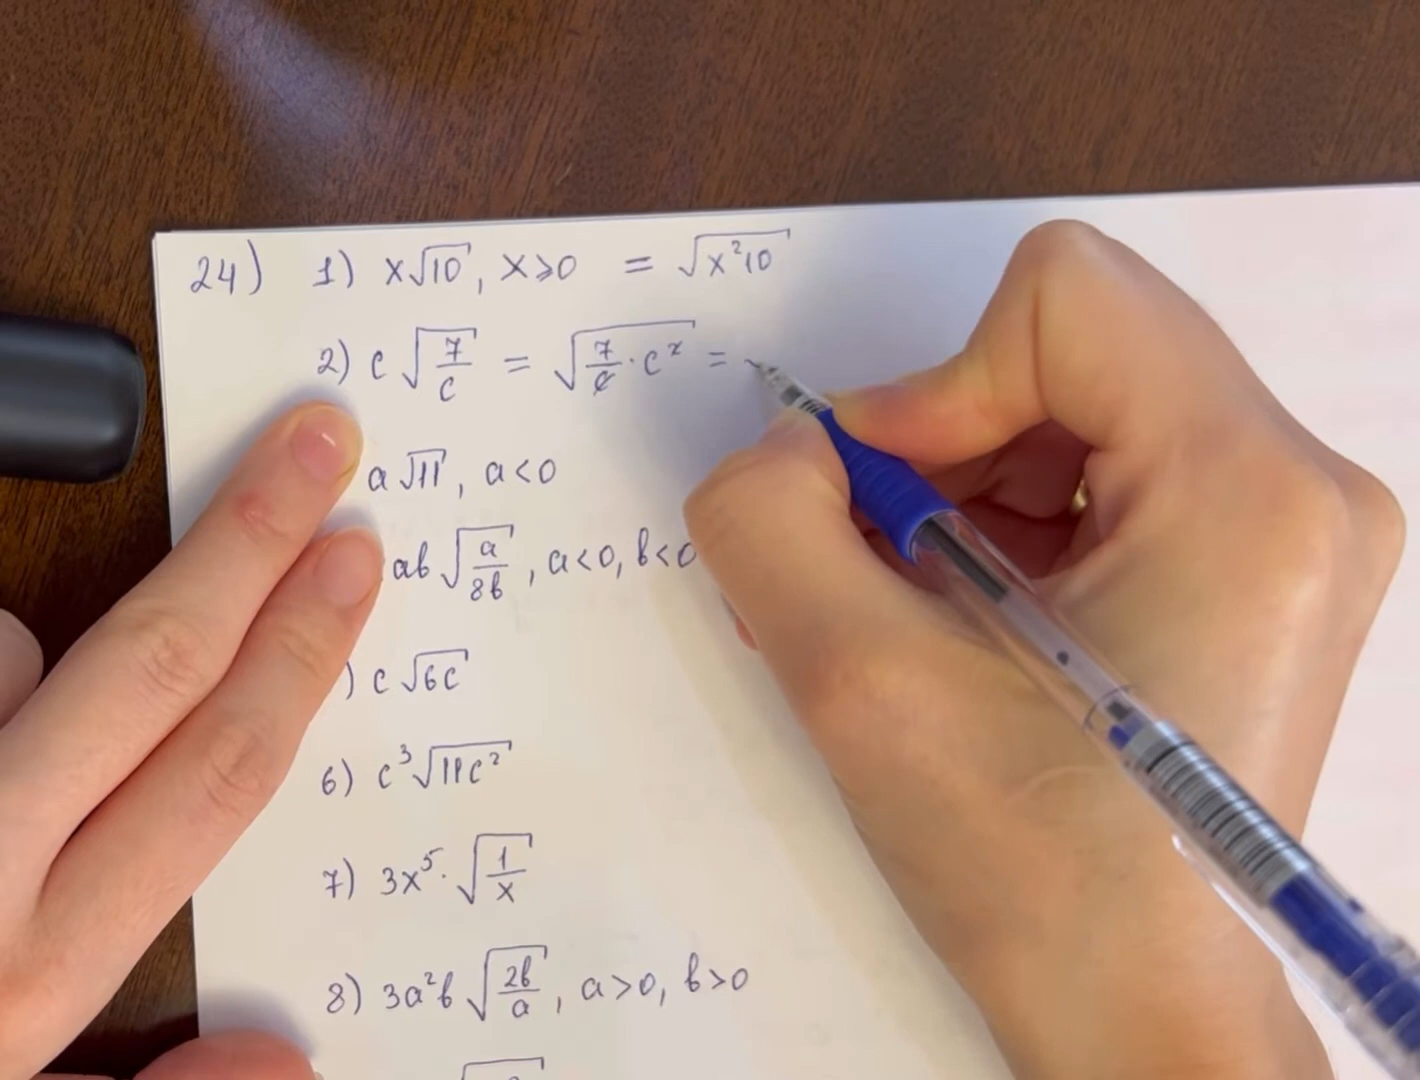 24) 1) x√10, x⩾0 = √x²10
2) c√7/c = √7/c · c² =
a√11, a<0
ab√a/8b, a<0, b<0
) c√6c
6) c³√11c²
7) 3x⁵ · √1/x
8) 3a²b√2b/a, a>0, b>0